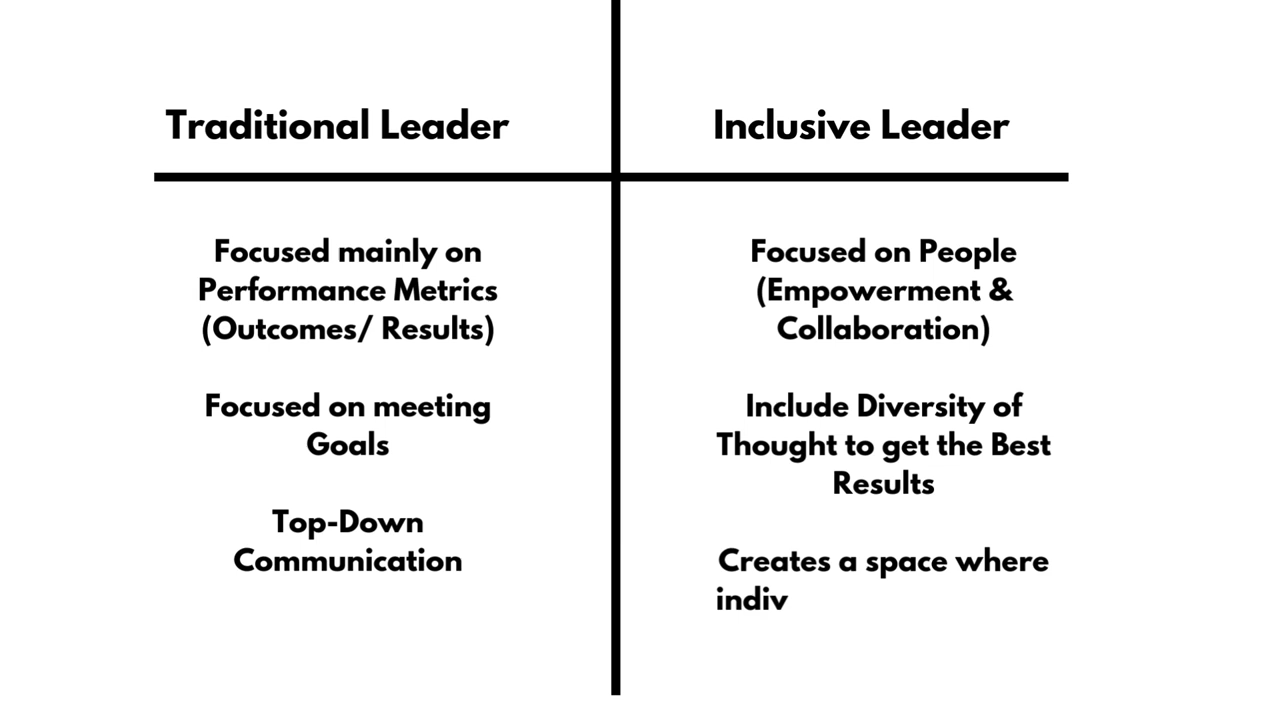 Traditional Leader
Focused mainly on
Performance Metrics
(Outcomes/ Results)
Focused on meeting
Goals
Top-Down
Communication
Inclusive Leader
Focused on People
(Empowerment &
Collaboration)
Include Diversity of
Thought to get the Best
Results
Creates a space where
indiv